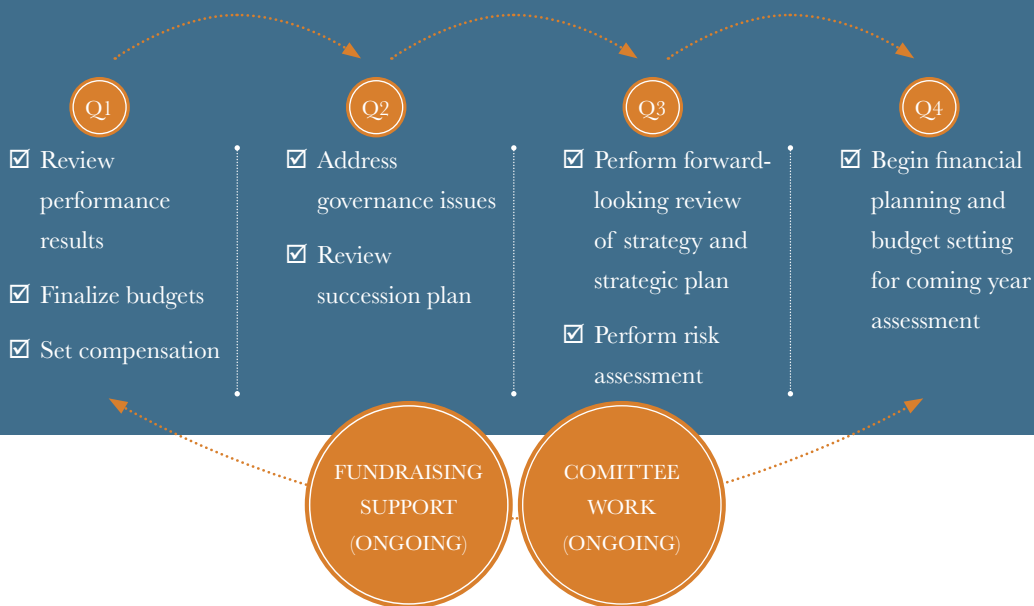 Q1
☑ Review
performance
results
☑ Finalize budgets
☑ Set compensation
Q2
☑ Address
governance issues
☑ Review
succession plan
Q3
☑ Perform forward-
looking review
of strategy and
strategic plan
☑ Perform risk
assessment
Q4
☑ Begin financial
planning and
budget setting
for coming year
assessment
FUNDRAISING
SUPPORT
(ONGOING)
COMITTEE
WORK
(ONGOING)